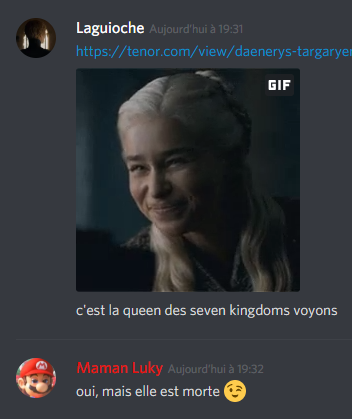 Laguioche Aujourd'hui à 19:31
https://tenor.com/view/daenerys-targaryen
GIF
c'est la queen des seven kingdoms voyons
Maman Luky Aujourd'hui à 19:32
oui, mais elle est morte 😉